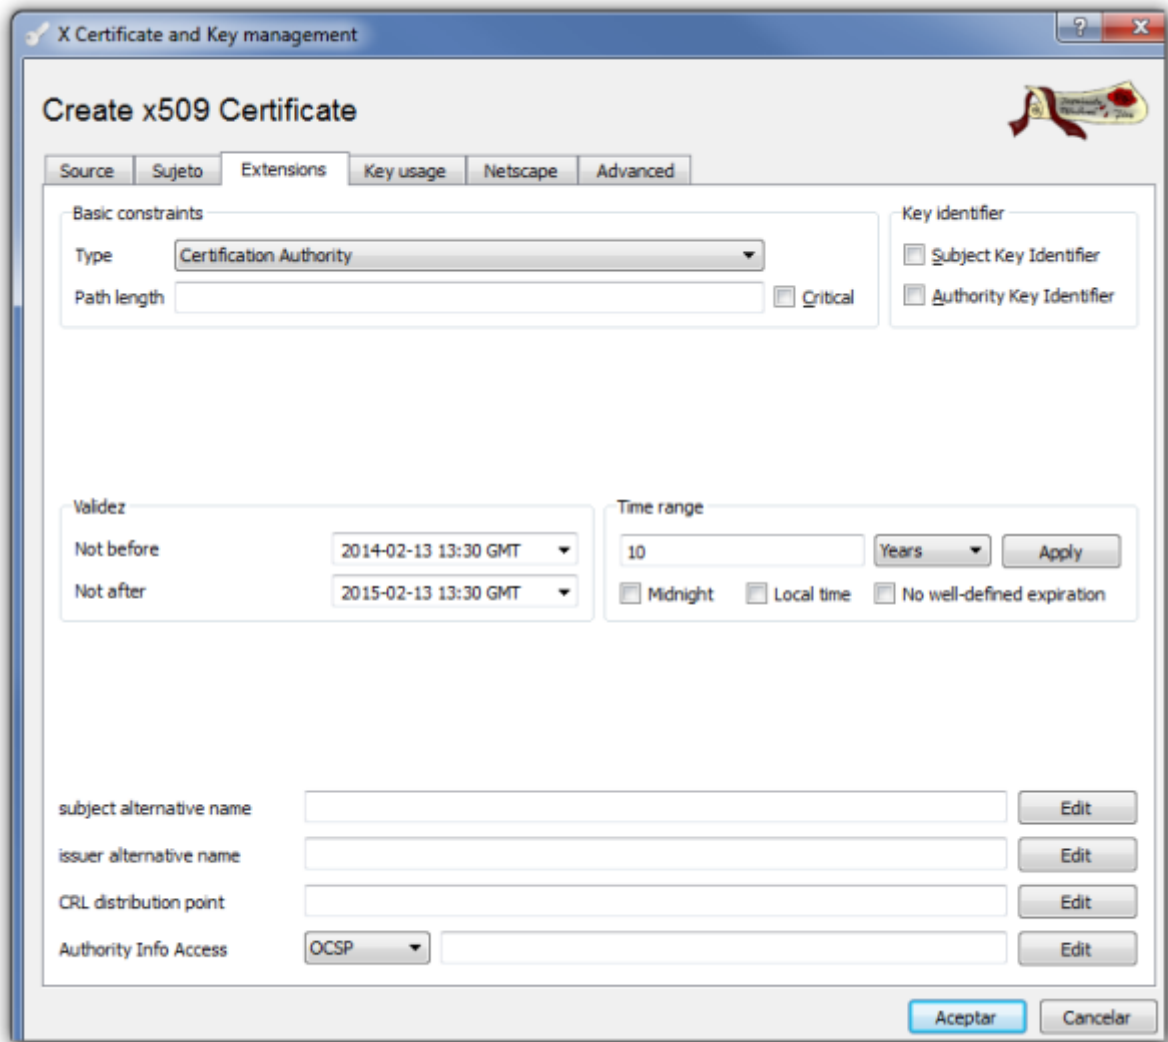 X Certificate and Key management
Create x509 Certificate
Source Sujeto Extensions Key usage Netscape Advanced
Basic constraints
Type Certification Authority
Path length Critical
Key identifier
Subject Key Identifier
Authority Key Identifier
Validez
Not before 2014-02-13 13:30 GMT
Not after 2015-02-13 13:30 GMT
Time range
10 Years Apply
Midnight Local time No well-defined expiration
subject alternative name Edit
issuer alternative name Edit
CRL distribution point Edit
Authority Info Access OCSP Edit
Aceptar Cancelar